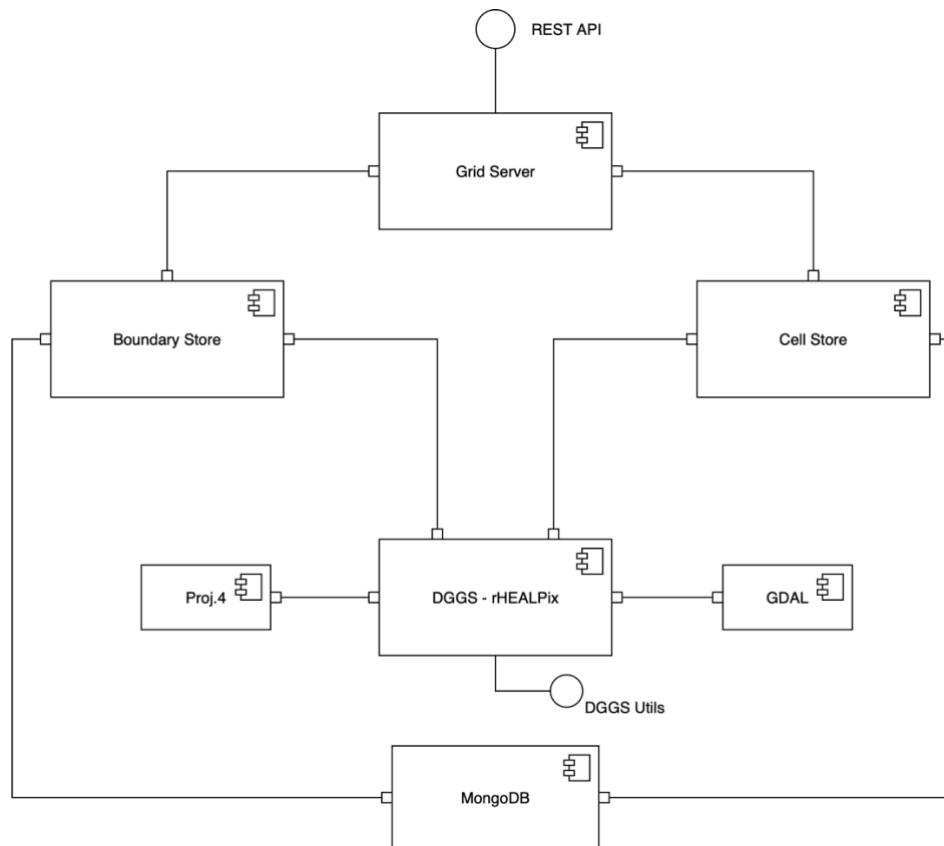 REST API
Grid Server
Boundary Store
Cell Store
Proj.4
DGGS - rHEALPix
GDAL
DGGS Utils
MongoDB